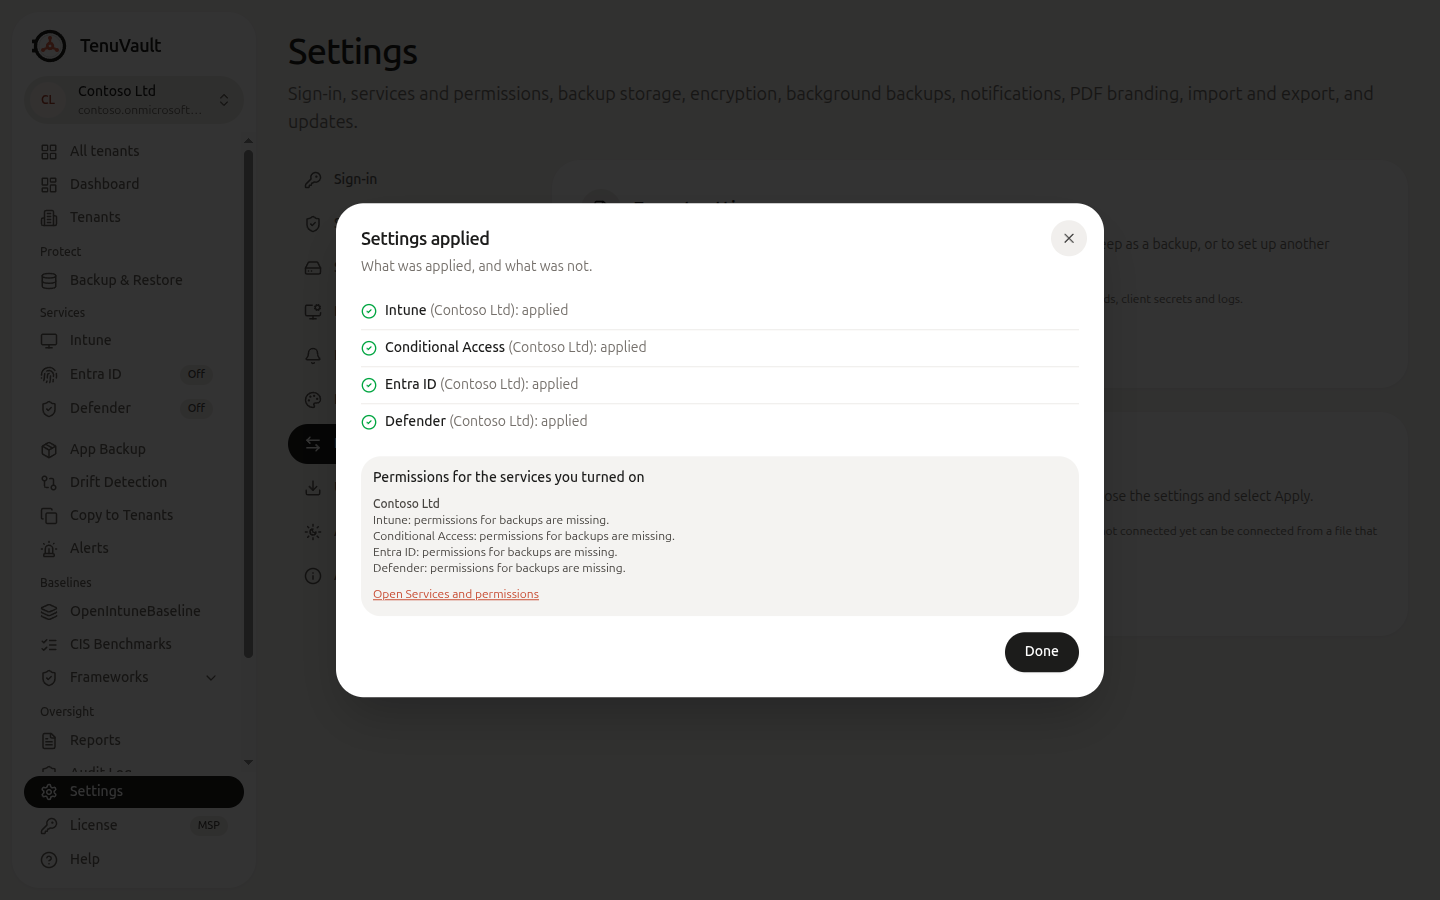 TenuVault
CL
Contoso Ltd
contoso.onmicrosoft...
All tenants
Dashboard
Tenants
Protect
Backup & Restore
Services
Intune
Entra ID
Off
Defender
Off
App Backup
Drift Detection
Copy to Tenants
Alerts
Baselines
OpenIntuneBaseline
CIS Benchmarks
Frameworks
Oversight
Reports
Audit Log
Settings
License
MSP
Help
Settings
Sign-in, services and permissions, backup storage, encryption, background backups, notifications, PDF branding, import and export, and
updates.
Sign-in
eep as a backup, or to set up another
ds, client secrets and logs.
ose the settings and select Apply.
ot connected yet can be connected from a file that
Settings applied
What was applied, and what was not.
Intune (Contoso Ltd): applied
Conditional Access (Contoso Ltd): applied
Entra ID (Contoso Ltd): applied
Defender (Contoso Ltd): applied
Permissions for the services you turned on
Contoso Ltd
Intune: permissions for backups are missing.
Conditional Access: permissions for backups are missing.
Entra ID: permissions for backups are missing.
Defender: permissions for backups are missing.
Open Services and permissions
Done